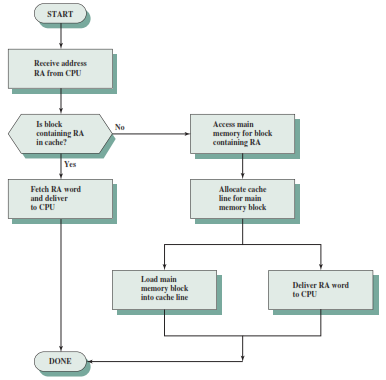 START
Receive address
RA from CPU
Is block
containing RA
in cache?
No
Access main
memory for block
containing RA
Yes
Fetch RA word
and deliver
to CPU
Allocate cache
line for main
memory block
Load main
memory block
into cache line
Deliver RA word
to CPU
DONE